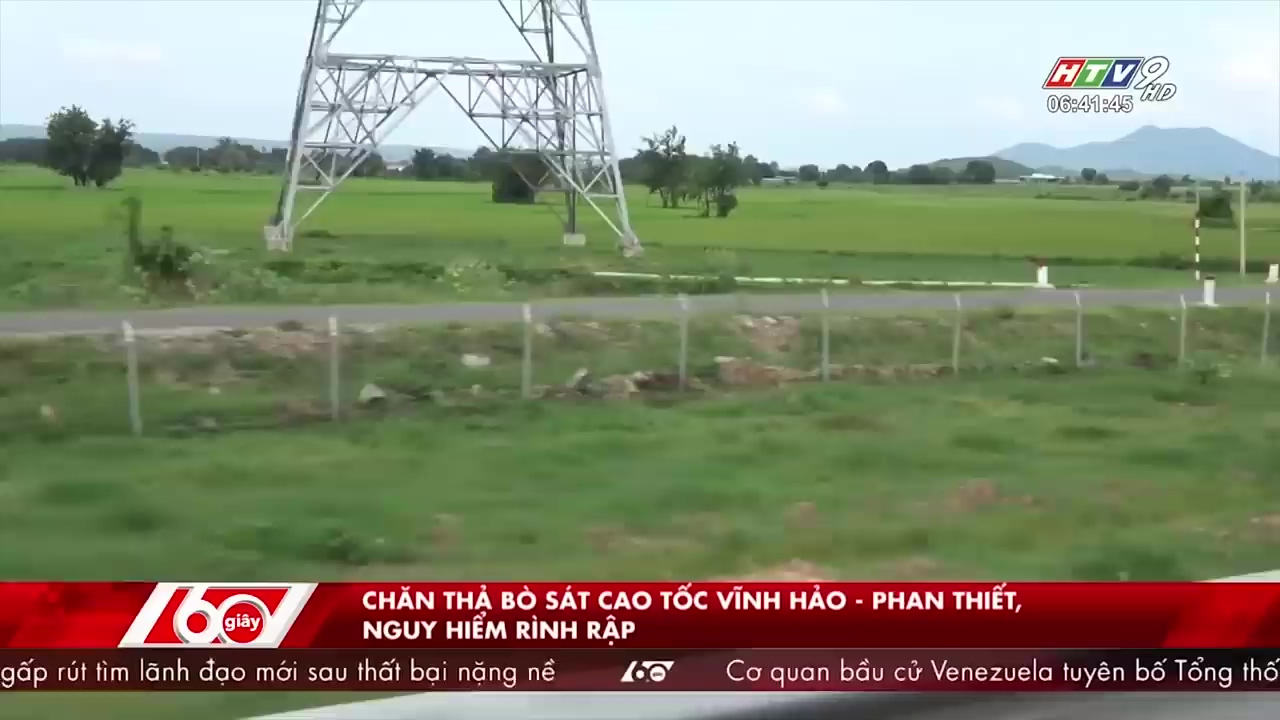 HTV9 HD
06:41:45
60 giây
CHĂN THẢ BÒ SÁT CAO TỐC VĨNH HẢO - PHAN THIẾT,
NGUY HIỂM RÌNH RẬP
gấp rút tìm lãnh đạo mới sau thất bại nặng nề 60 Cơ quan bầu cử Venezuela tuyên bố Tổng thố